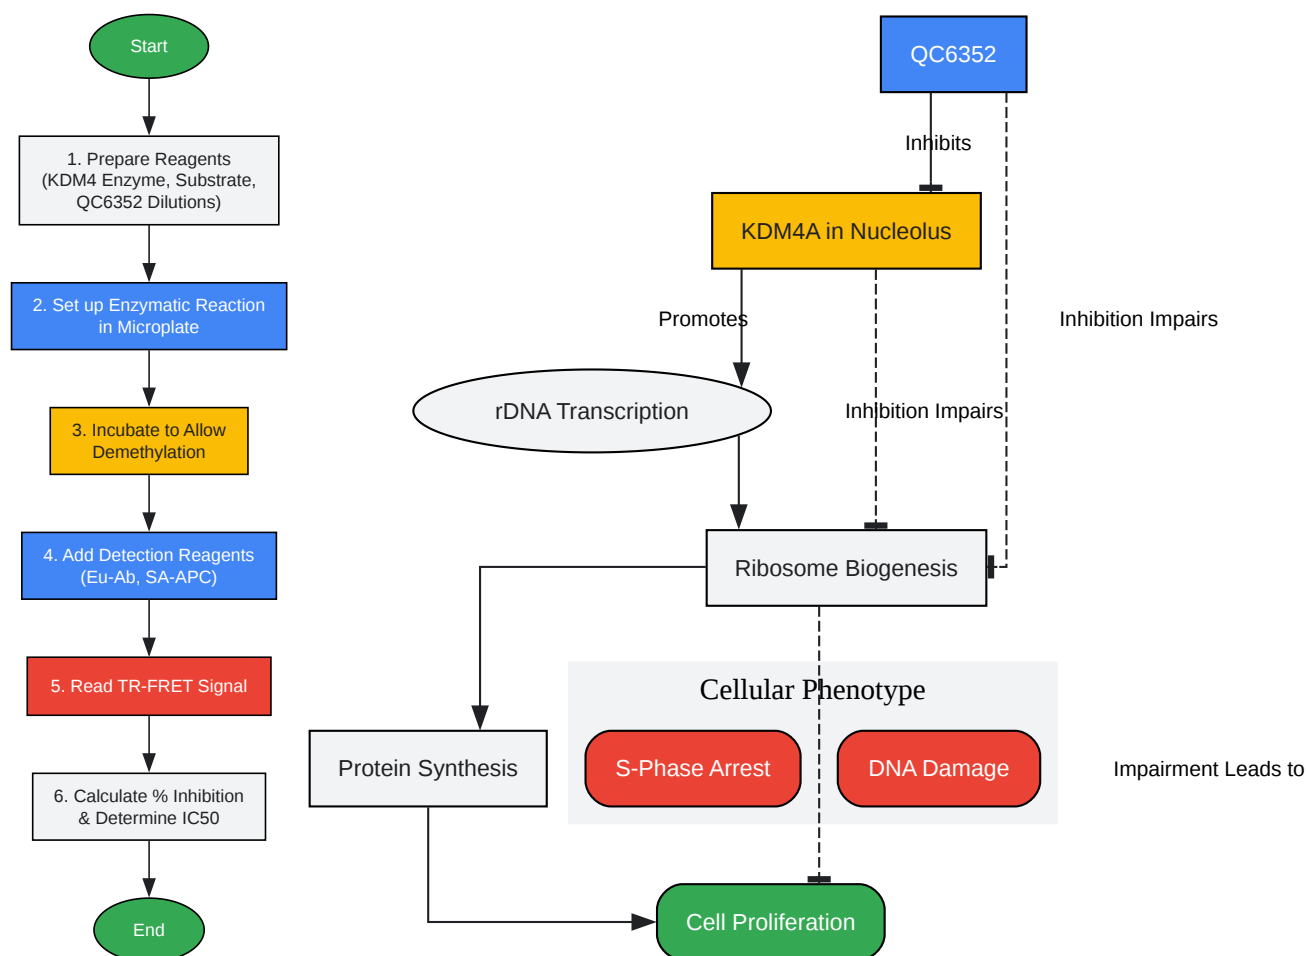 Start
1. Prepare Reagents
(KDM4 Enzyme, Substrate,
QC6352 Dilutions)
2. Set up Enzymatic Reaction
in Microplate
3. Incubate to Allow
Demethylation
4. Add Detection Reagents
(Eu-Ab, SA-APC)
5. Read TR-FRET Signal
6. Calculate % Inhibition
& Determine IC50
End
QC6352
Inhibits
KDM4A in Nucleolus
Promotes
Inhibition Impairs
rDNA Transcription
Inhibition Impairs
Ribosome Biogenesis
Cellular Phenotype
Protein Synthesis
S-Phase Arrest
DNA Damage
Impairment Leads to
Cell Proliferation